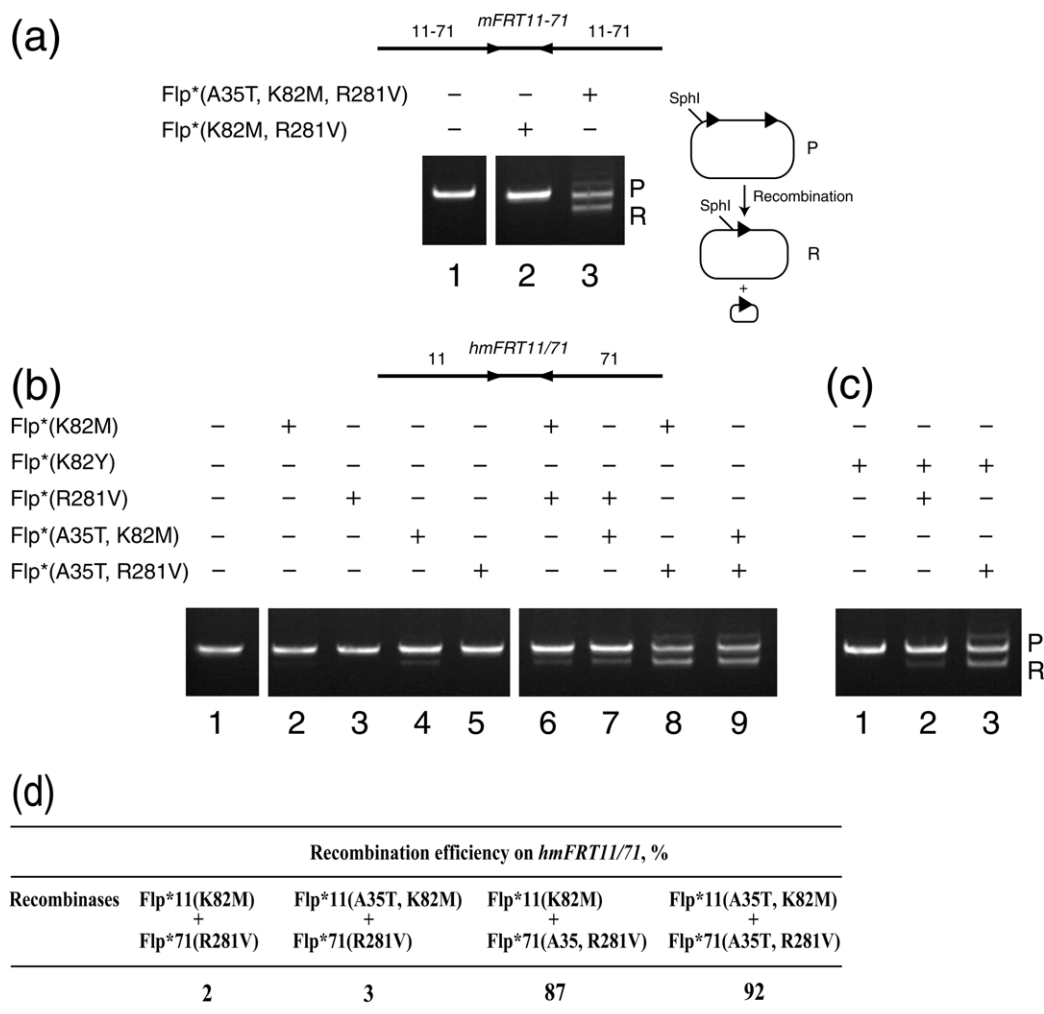 (a)
mFRT11-71
11-71 11-71
Flp*(A35T, K82M, R281V) – – +
Flp*(K82M, R281V) – + –
P
R
1 2 3
SphI
P
Recombination
SphI
R
+
(b)
hmFRT11/71
11 71
(c)
Flp*(K82M) – + – – – + – + –
Flp*(K82Y) – – – – – – – – – + + +
Flp*(R281V) – – + – – + + – – – + –
Flp*(A35T, K82M) – – – + – – + – + – – –
Flp*(A35T, R281V) – – – – + – – + + – – +
– – –
P
R
1 2 3 4 5 6 7 8 9 1 2 3
(d)
Recombination efficiency on hmFRT11/71, %
Recombinases Flp*11(K82M) Flp*11(A35T, K82M) Flp*11(K82M) Flp*11(A35T, K82M)
+ + + +
Flp*71(R281V) Flp*71(R281V) Flp*71(A35, R281V) Flp*71(A35T, R281V)
2 3 87 92